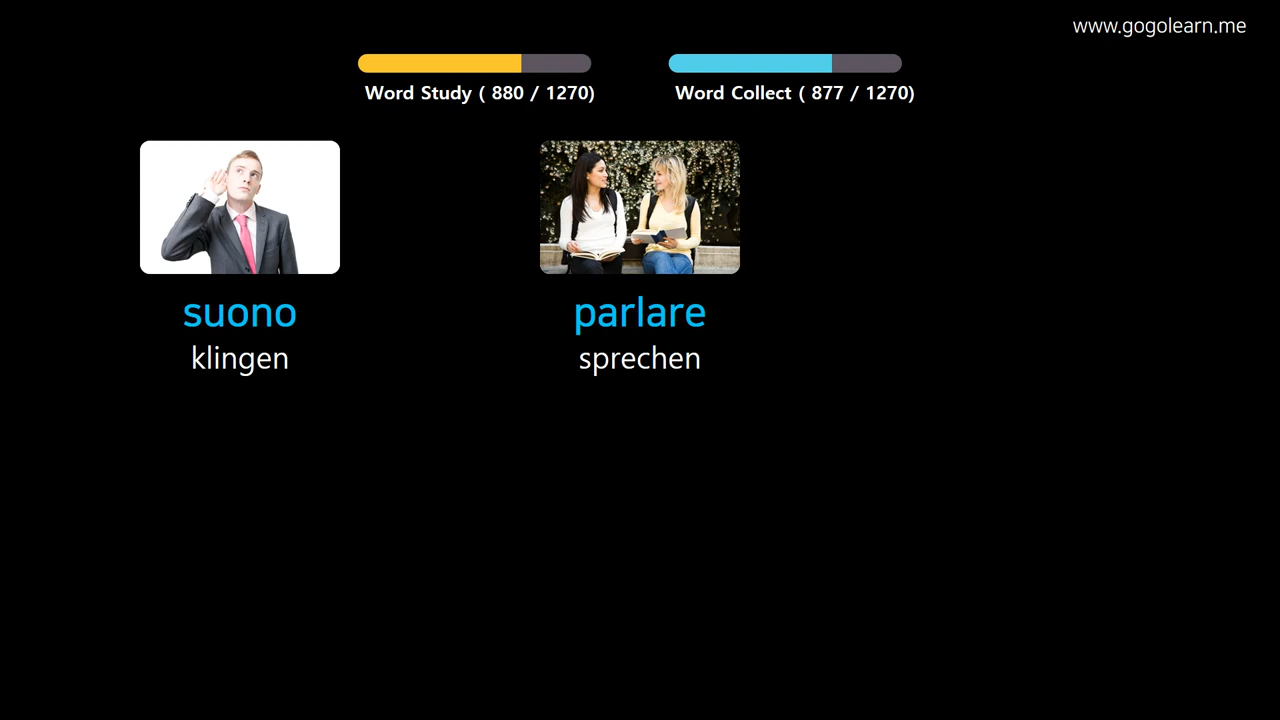 www.gogolearn.me
Word Study ( 880 / 1270)
Word Collect ( 877 / 1270)
suono
klingen
parlare
sprechen